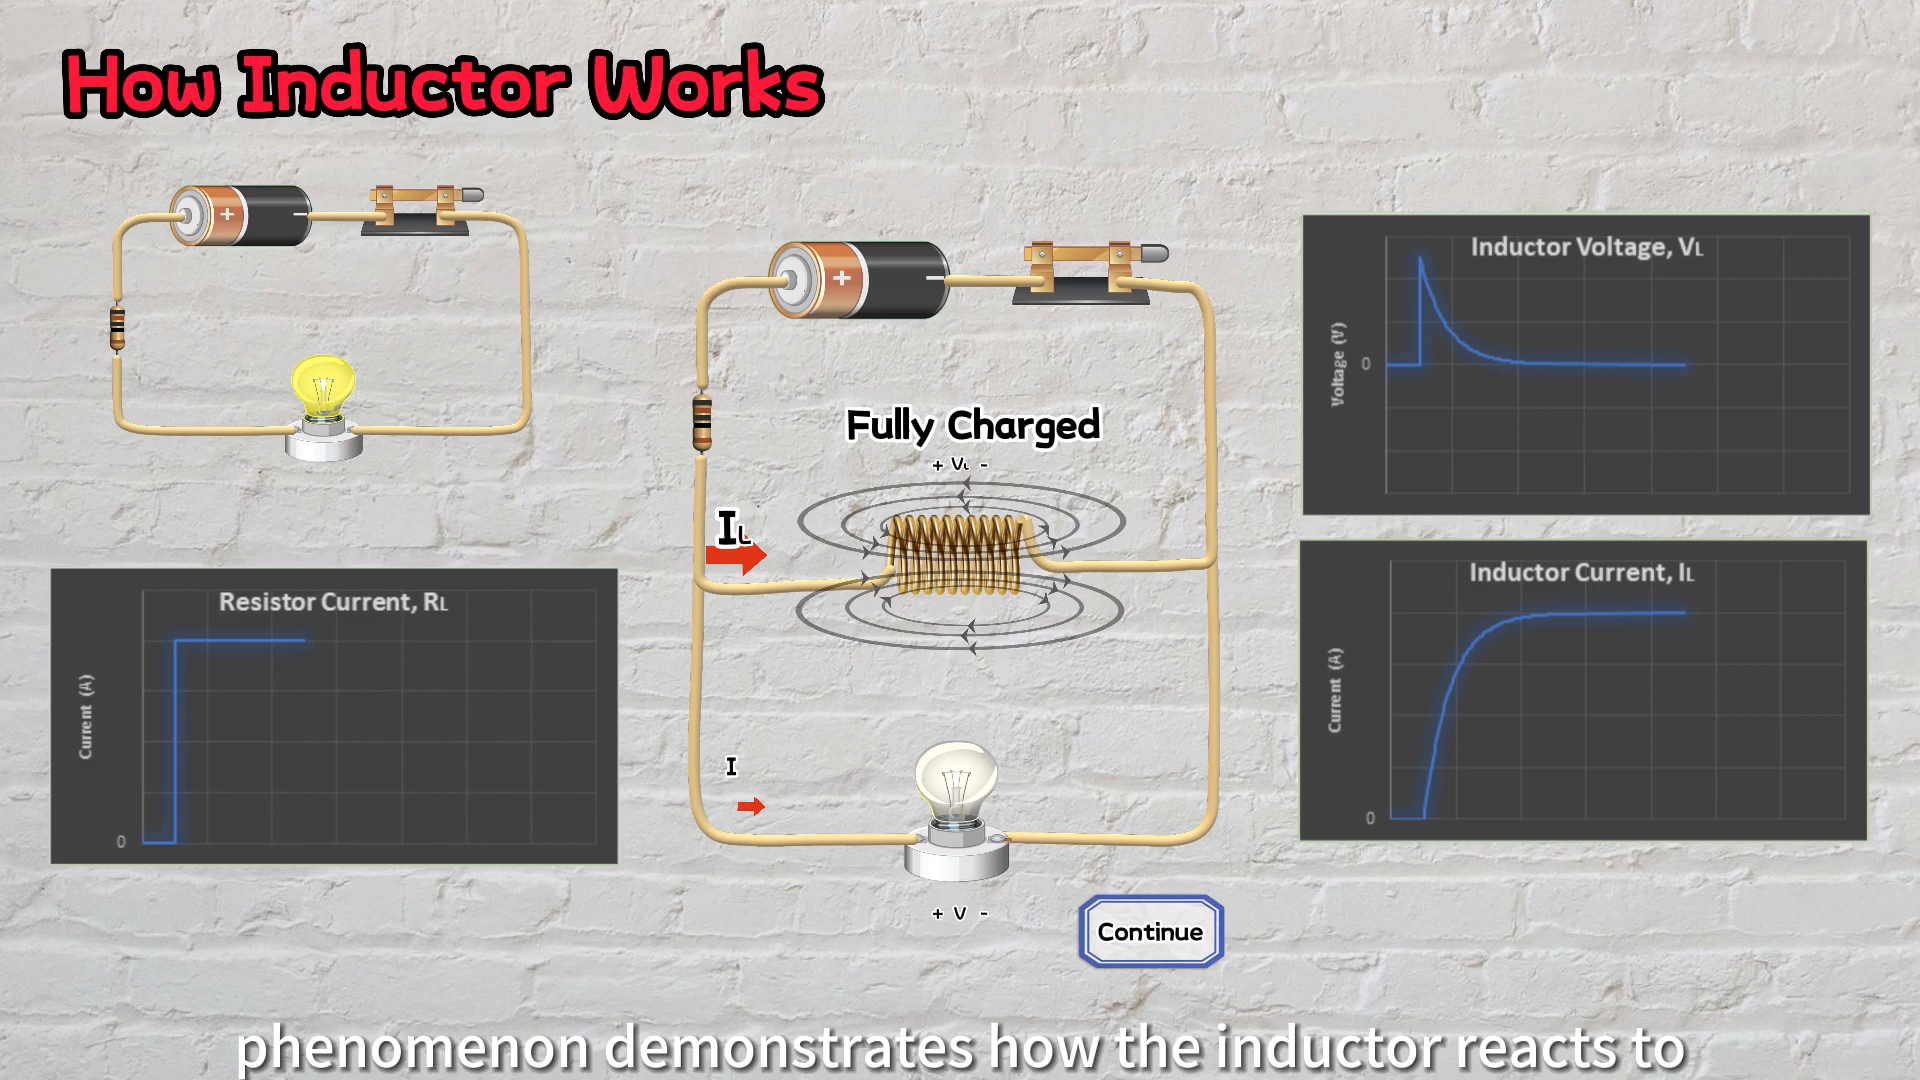 How Inductor Works
+
−
+
−
Fully Charged
+ VL -
IL
I
+ V -
Continue
Resistor Current, RL
Current (A)
0
Inductor Voltage, VL
Voltage (V)
0
Inductor Current, IL
Current (A)
0
phenomenon demonstrates how the inductor reacts to